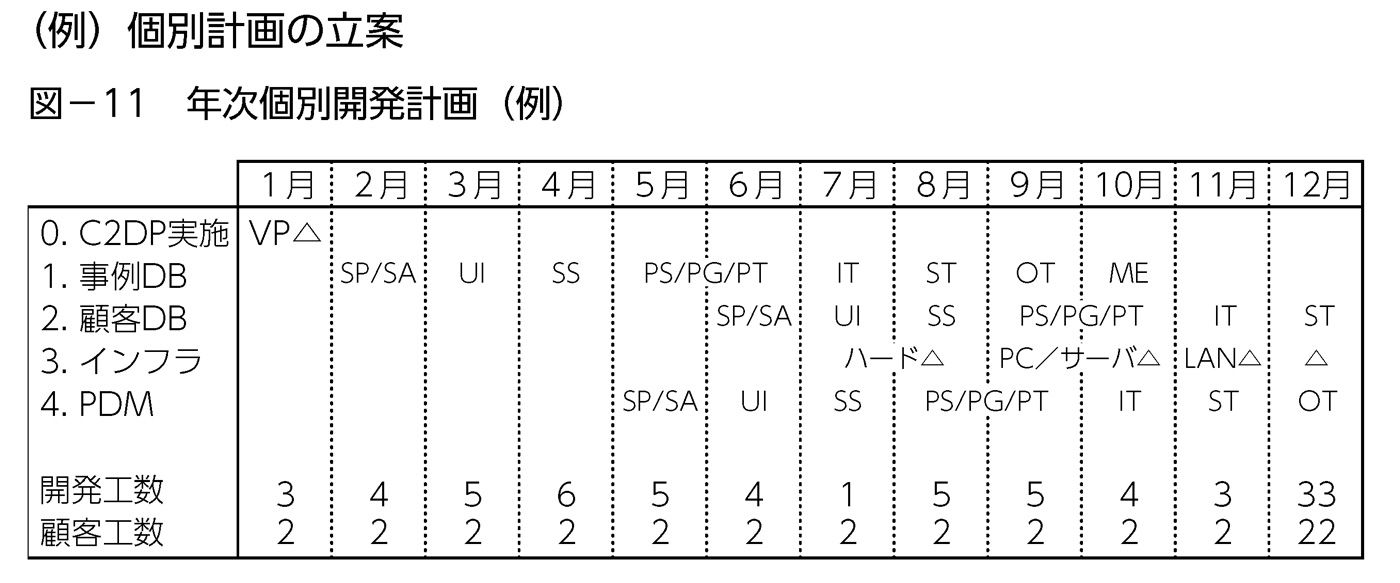 （例）個別計画の立案
図－11　年次個別開発計画（例）
1月 2月 3月 4月 5月 6月 7月 8月 9月 10月 11月 12月
0. C2DP実施 VP△
1. 事例DB SP/SA UI SS PS/PG/PT IT ST OT ME
2. 顧客DB SP/SA UI SS PS/PG/PT IT ST
3. インフラ ハード△ PC／サーバ△ LAN△ △
4. PDM SP/SA UI SS PS/PG/PT IT ST OT
開発工数 3 4 5 6 5 4 1 5 5 4 3 33
顧客工数 2 2 2 2 2 2 2 2 2 2 2 22